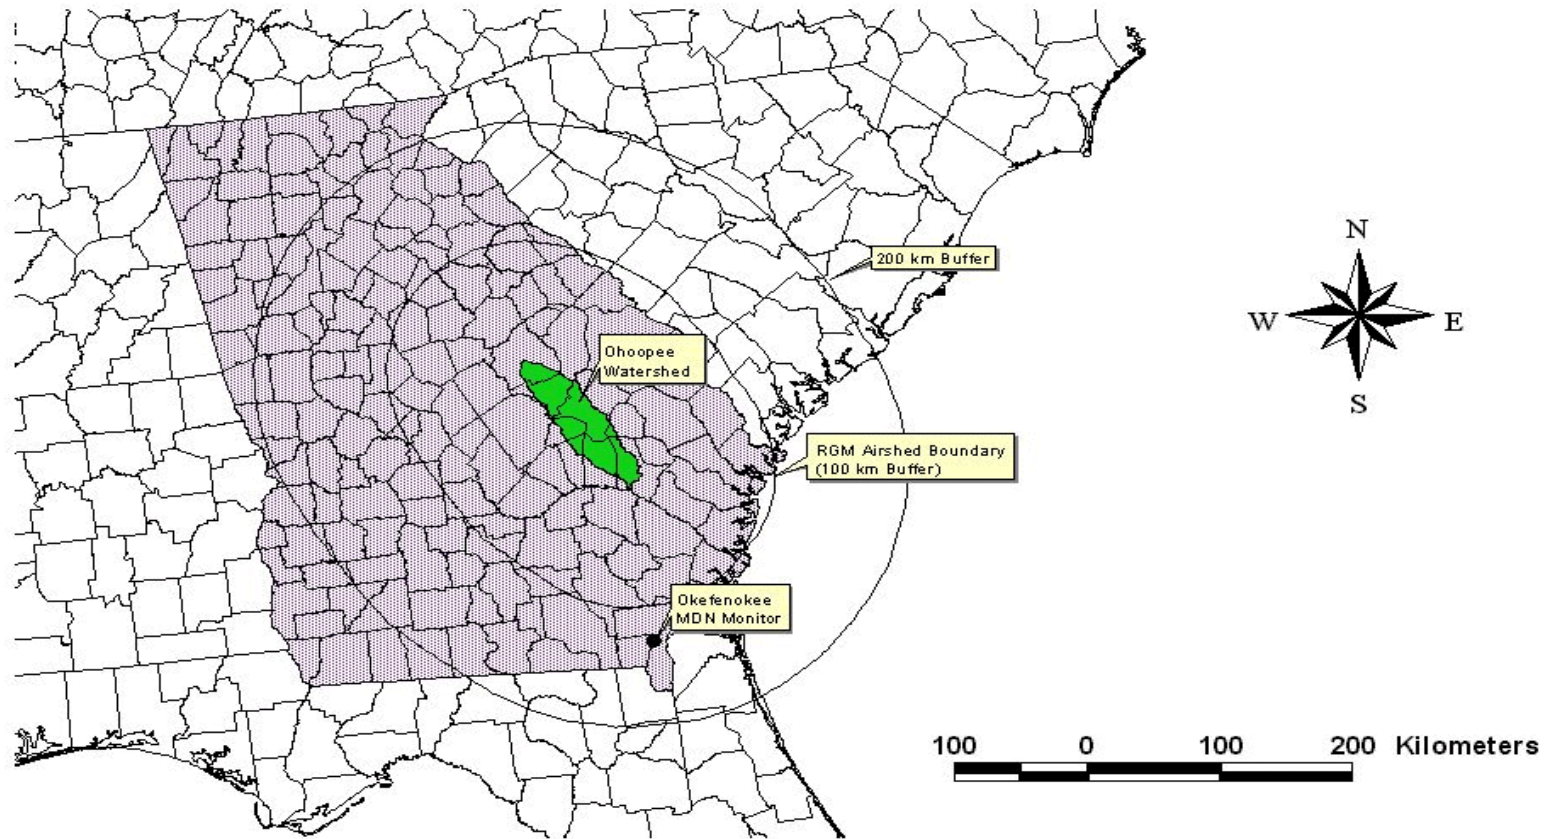 N
200 km Buffer
W
E
Ohoopee
Watershed
S
RGM Airshed Boundary
(100 km Buffer)
Okefenokee
MDN Monitor
100 0 100 200 Kilometers